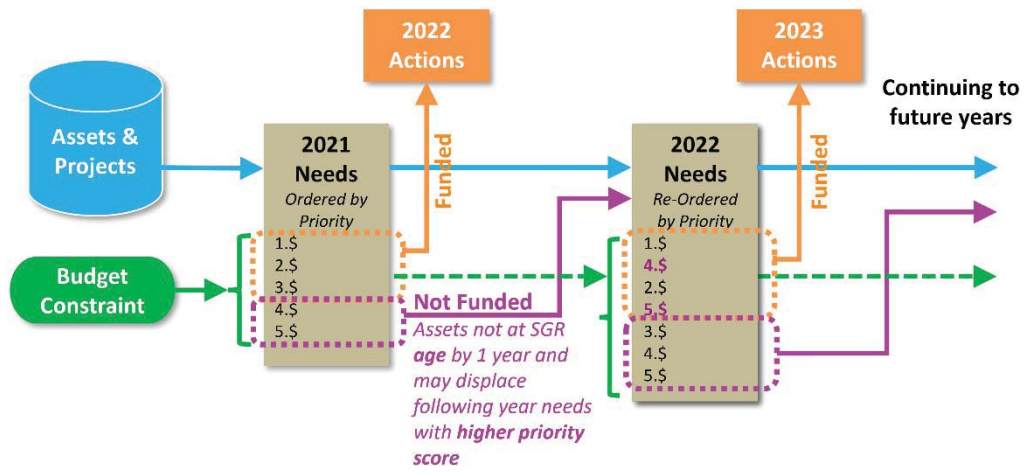 2022
Actions
2023
Actions
Continuing to
future years
Assets &
Projects
2021
Needs
Ordered by
Priority
Funded
2022
Needs
Re-Ordered
by Priority
Funded
Budget
Constraint
1.$
2.$
3.$
4.$
5.$
Not Funded
Assets not at SGR
age by 1 year and
may displace
following year needs
with higher priority
score
1.$
4.$
2.$
5.$
3.$
4.$
5.$